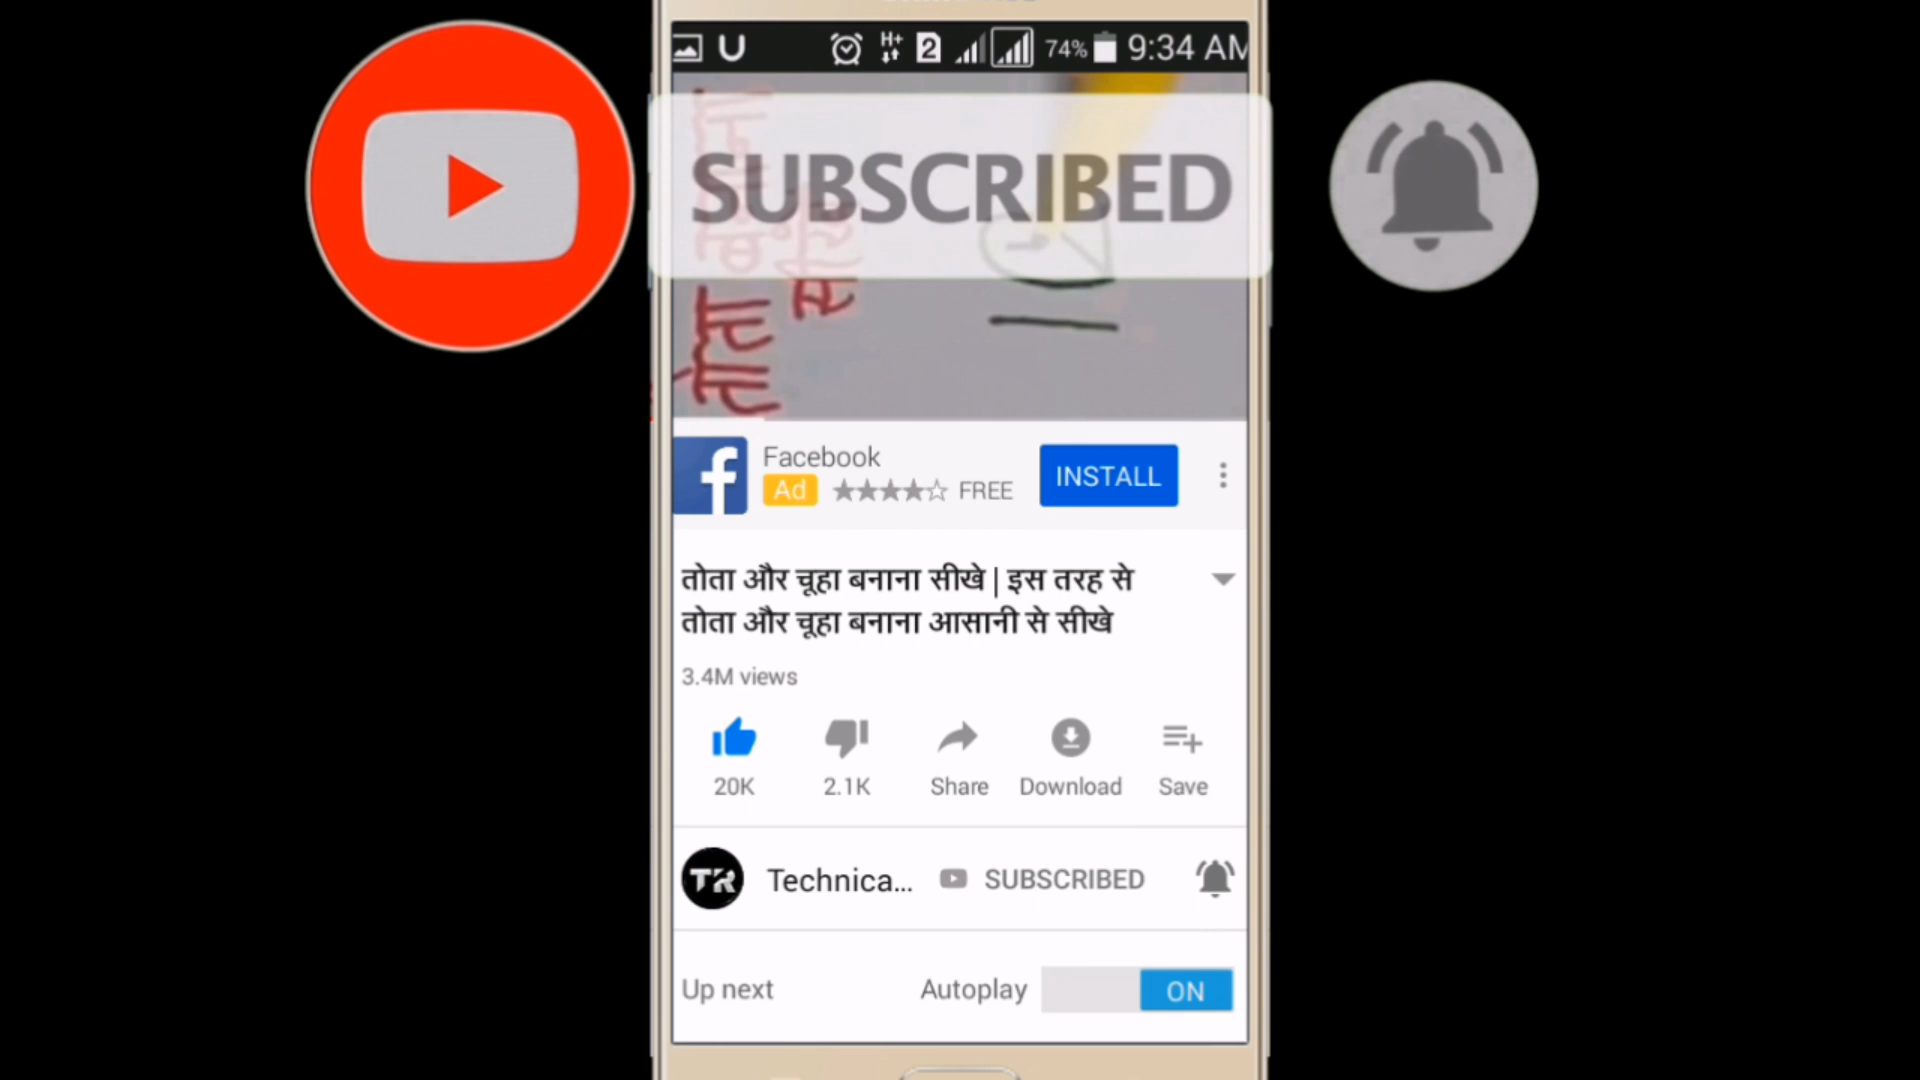 H+ 2 74% 9:34 AM
SUBSCRIBED
तोता
Facebook
INSTALL
Ad FREE
तोता और चूहा बनाना सीखे | इस तरह से
तोता और चूहा बनाना आसानी से सीखे
3.4M views
20K 2.1K Share Download Save
TR Technica... SUBSCRIBED
Up next Autoplay ON